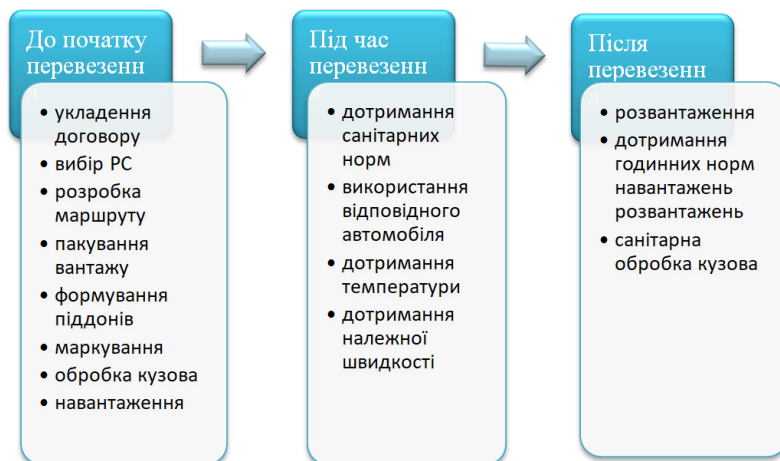 До початку
перевезенн
я
• укладення
договору
• вибір РС
• розробка
маршруту
• пакування
вантажу
• формування
піддонів
• маркування
• обробка кузова
• навантаження
Під час
перевезенн
я
• дотримання
санітарних
норм
• використання
відповідного
автомобіля
• дотримання
температури
• дотримання
належної
швидкості
Після
перевезенн
я
• розвантаження
• дотримання
годинних норм
навантажень
розвантажень
• санітарна
обробка кузова